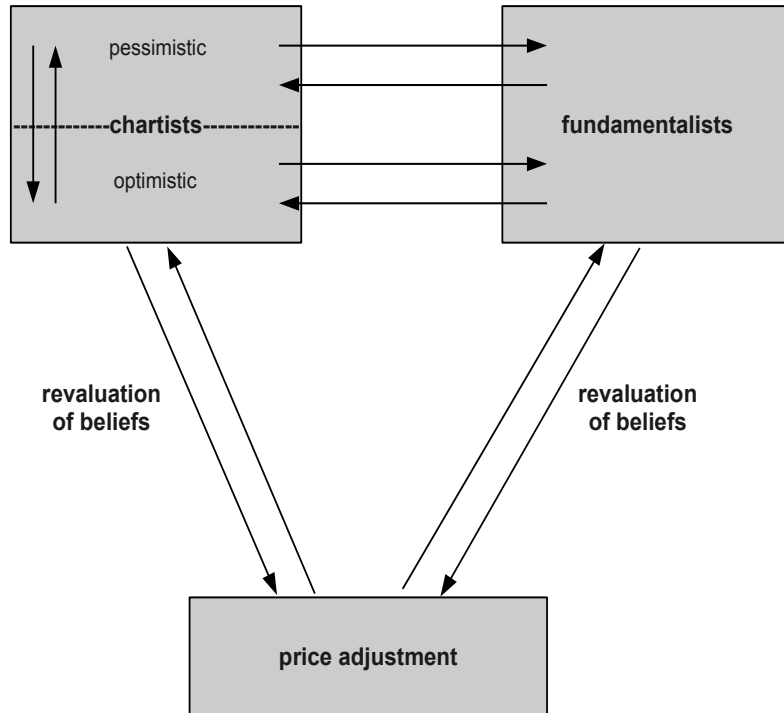 pessimistic
chartists
fundamentalists
optimistic
revaluation
of beliefs
revaluation
of beliefs
price adjustment